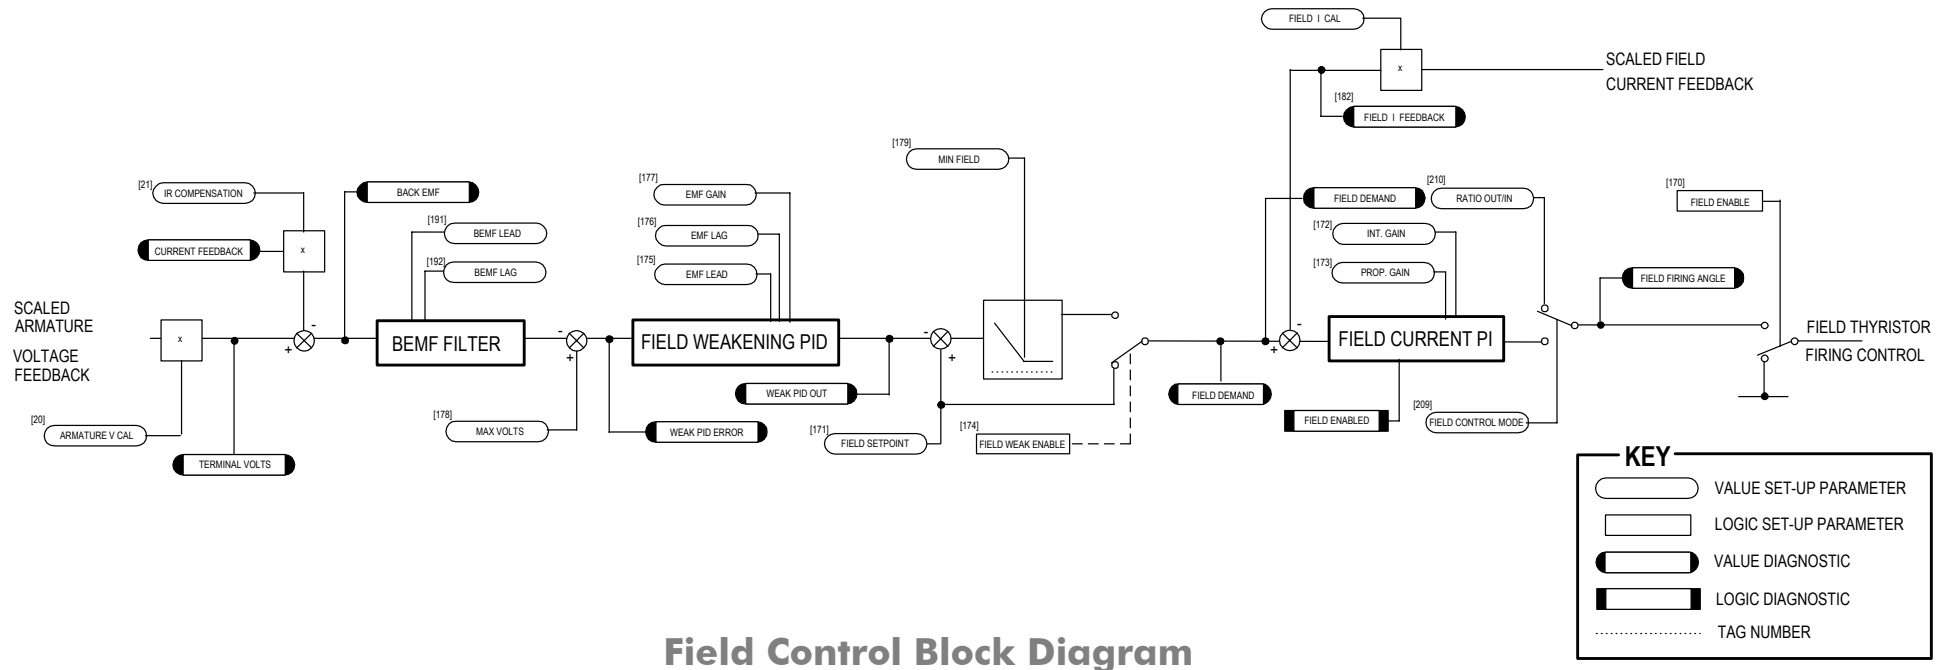 FIELD I CAL
x
SCALED FIELD
CURRENT FEEDBACK
[182]
FIELD I FEEDBACK
[179]
MIN FIELD
[21]
IR COMPENSATION
BACK EMF
[177]
EMF GAIN
FIELD DEMAND
[210]
RATIO OUT/IN
[170]
FIELD ENABLE
[191]
BEMF LEAD
[176]
EMF LAG
[172]
INT. GAIN
CURRENT FEEDBACK
x
[192]
BEMF LAG
[175]
EMF LEAD
[173]
PROP. GAIN
FIELD FIRING ANGLE
SCALED
ARMATURE
VOLTAGE
FEEDBACK
x
-
+
BEMF FILTER
-
+
FIELD WEAKENING PID
-
+
-
+
FIELD CURRENT PI
FIELD THYRISTOR
FIRING CONTROL
WEAK PID OUT
FIELD DEMAND
[20]
ARMATURE V CAL
[178]
MAX VOLTS
WEAK PID ERROR
[171]
FIELD SETPOINT
[174]
FIELD WEAK ENABLE
FIELD ENABLED
[209]
FIELD CONTROL MODE
TERMINAL VOLTS
KEY
VALUE SET-UP PARAMETER
LOGIC SET-UP PARAMETER
VALUE DIAGNOSTIC
LOGIC DIAGNOSTIC
TAG NUMBER
Field Control Block Diagram